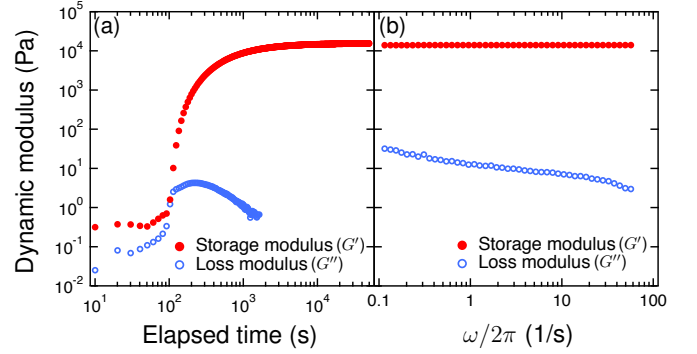 (a)
(b)
Dynamic modulus (Pa)
10^5
10^4
10^3
10^2
10^1
10^0
10^-1
10^-2
Storage modulus (G′)
Loss modulus (G″)
Storage modulus (G′)
Loss modulus (G″)
10^1 10^2 10^3 10^4
0.1 1 10 100
Elapsed time (s)
ω/2π (1/s)